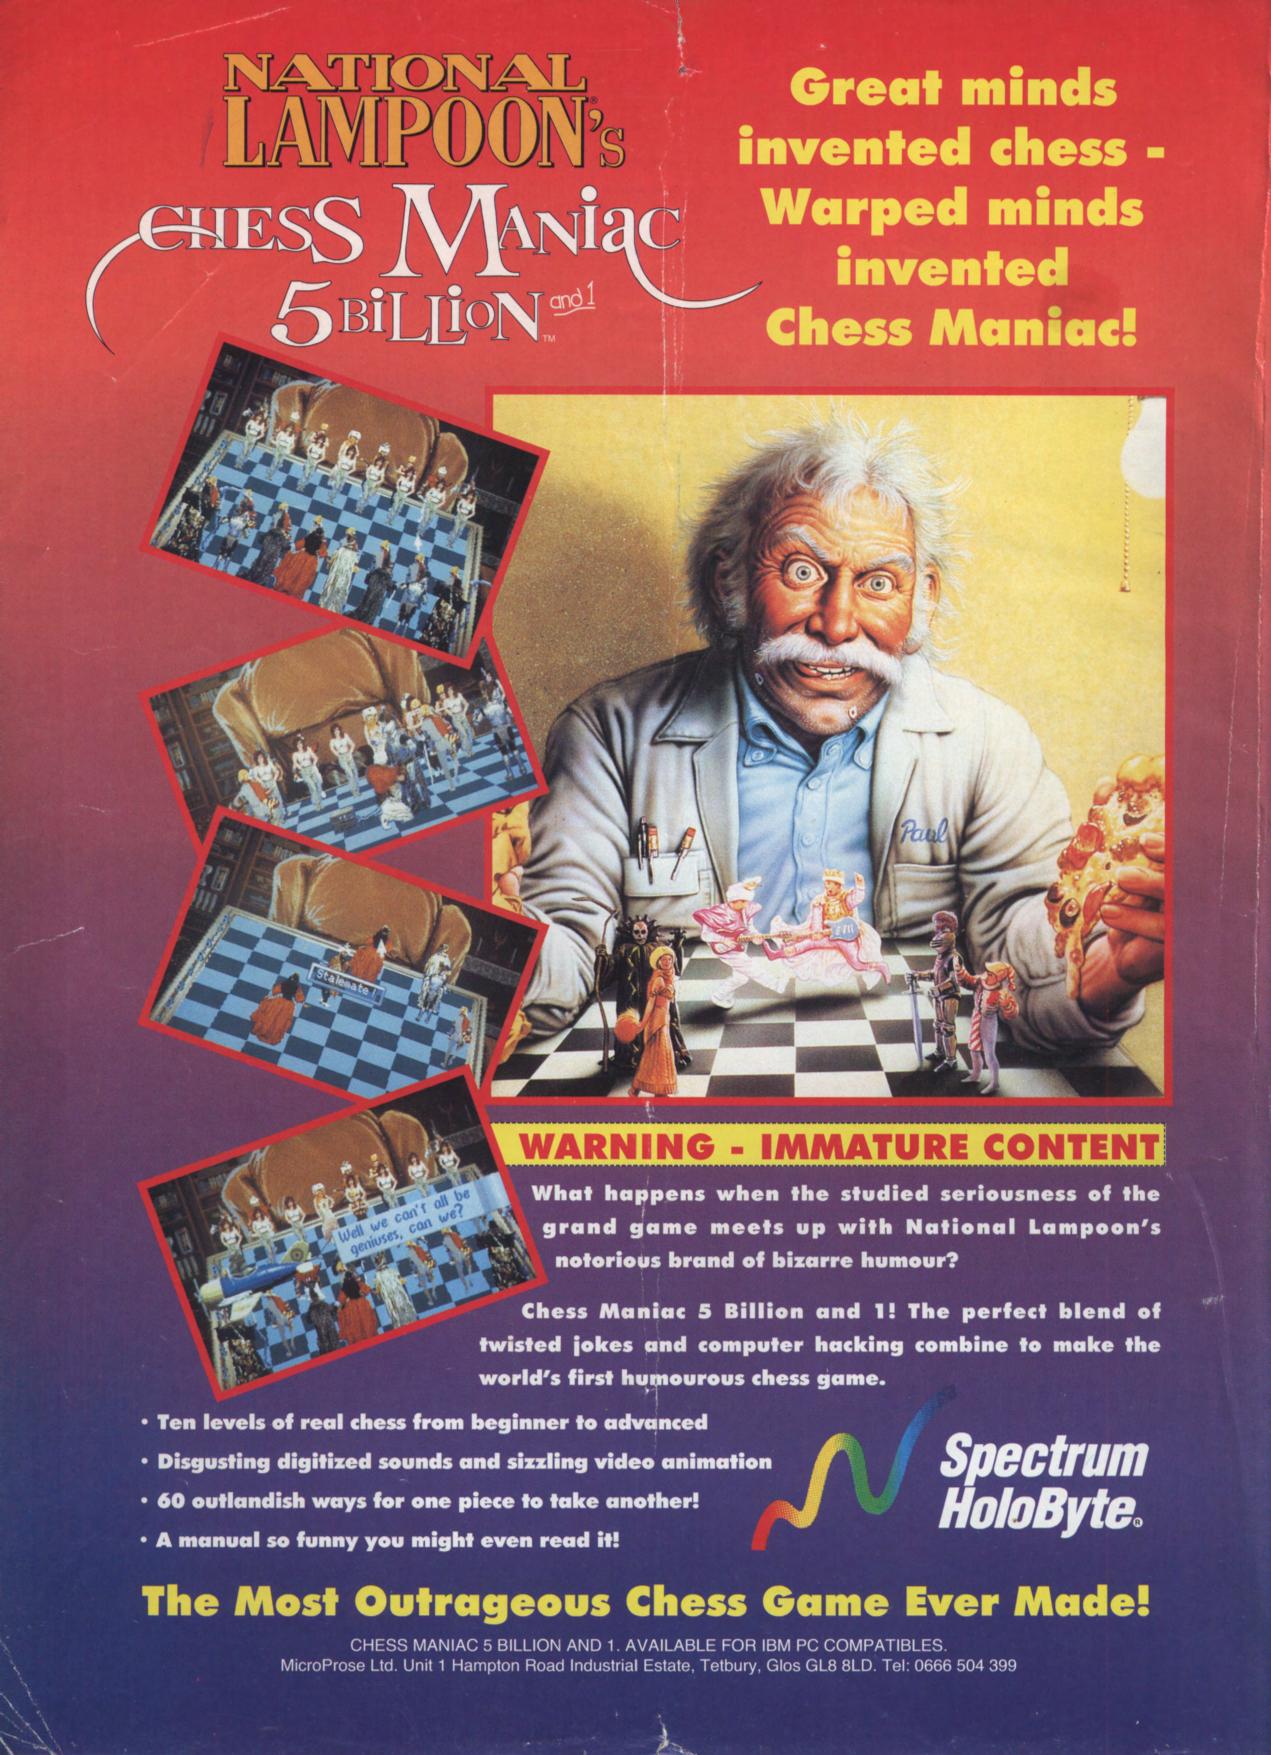 NATIONAL
LAMPOON's®
CHESS MANiAC
5 BiLLiON and 1™
Great minds
invented chess -
Warped minds
invented
Chess Maniac!
Paul
EVIL
Stalemate!
Well we can't all be
geniuses, can we?
WARNING - IMMATURE CONTENT
What happens when the studied seriousness of the
grand game meets up with National Lampoon's
notorious brand of bizarre humour?
Chess Maniac 5 Billion and 1! The perfect blend of
twisted jokes and computer hacking combine to make the
world's first humourous chess game.
• Ten levels of real chess from beginner to advanced
• Disgusting digitized sounds and sizzling video animation
• 60 outlandish ways for one piece to take another!
• A manual so funny you might even read it!
Spectrum
HoloByte®
The Most Outrageous Chess Game Ever Made!
CHESS MANIAC 5 BILLION AND 1. AVAILABLE FOR IBM PC COMPATIBLES.
MicroProse Ltd. Unit 1 Hampton Road Industrial Estate, Tetbury, Glos GL8 8LD. Tel: 0666 504 399